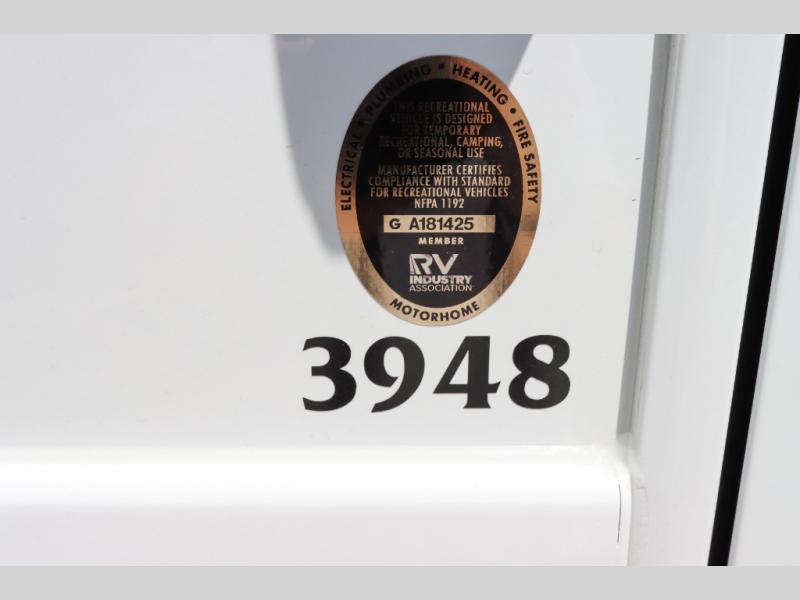 ELECTRICAL • PLUMBING • HEATING • FIRE SAFETY
THIS RECREATIONAL
VEHICLE IS DESIGNED
FOR TEMPORARY
RECREATIONAL, CAMPING,
OR SEASONAL USE
MANUFACTURER CERTIFIES
COMPLIANCE WITH STANDARD
FOR RECREATIONAL VEHICLES
NFPA 1192
G A181425
MEMBER
RV
INDUSTRY
ASSOCIATION
MOTORHOME
3948